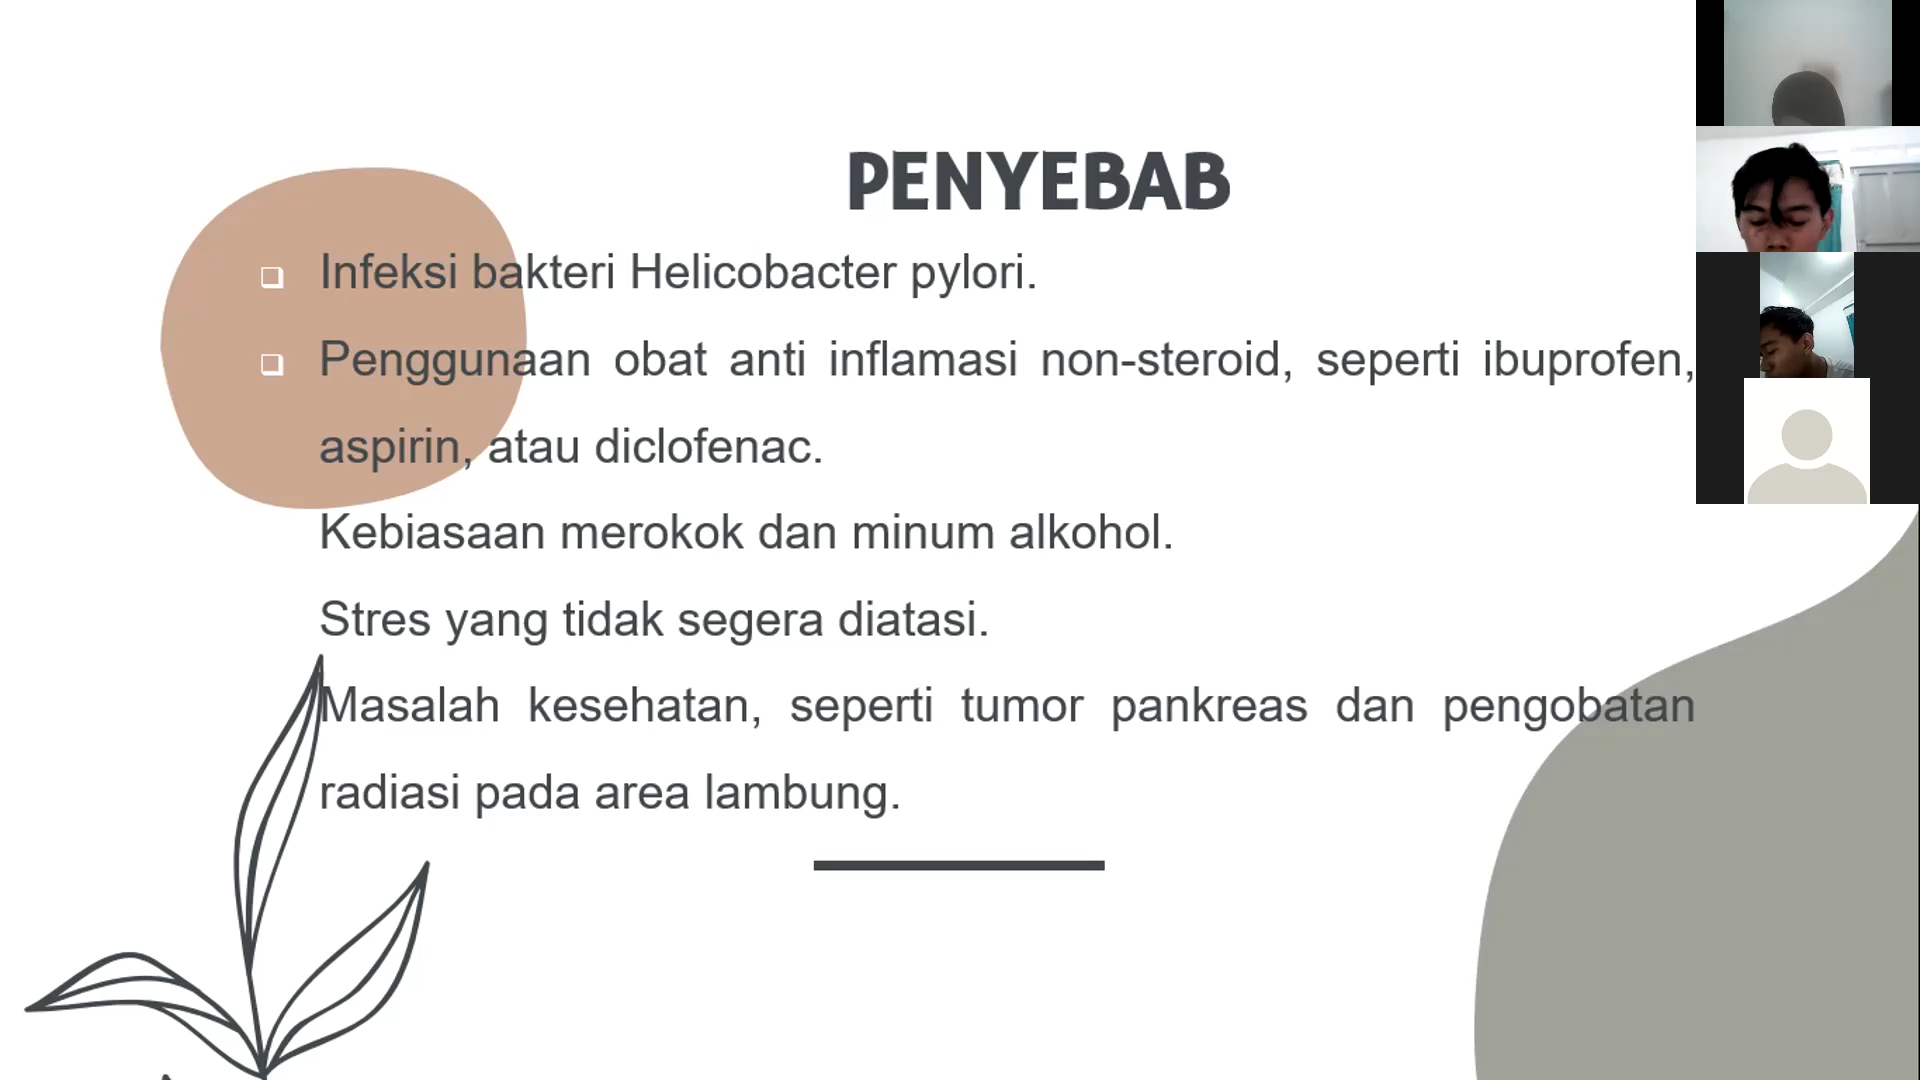 PENYEBAB
Infeksi bakteri Helicobacter pylori.
Penggunaan obat anti inflamasi non-steroid, seperti ibuprofen,
aspirin, atau diclofenac.
Kebiasaan merokok dan minum alkohol.
Stres yang tidak segera diatasi.
Masalah kesehatan, seperti tumor pankreas dan pengobatan
radiasi pada area lambung.